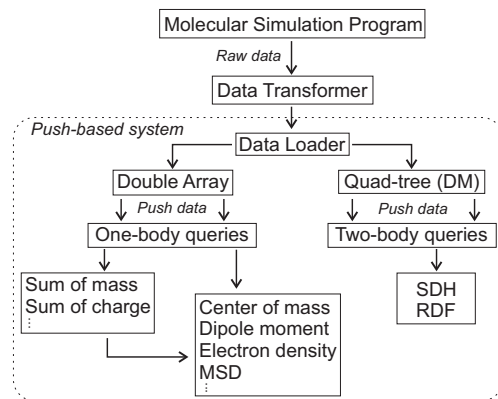 Molecular Simulation Program
Raw data
Data Transformer
Push-based system
Data Loader
Double Array
Quad-tree (DM)
Push data
Push data
One-body queries
Two-body queries
Sum of mass
Sum of charge
⋮
Center of mass
Dipole moment
Electron density
MSD
⋮
SDH
RDF